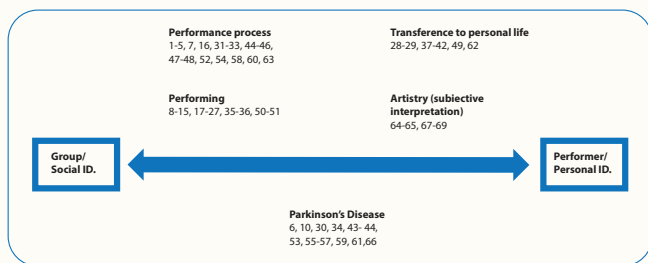 Performance process
1-5, 7, 16, 31-33, 44-46,
47-48, 52, 54, 58, 60, 63
Transference to personal life
28-29, 37-42, 49, 62
Performing
8-15, 17-27, 35-36, 50-51
Artistry (subiective
interpretation)
64-65, 67-69
Group/
Social ID.
Performer/
Personal ID.
Parkinson's Disease
6, 10, 30, 34, 43- 44,
53, 55-57, 59, 61,66